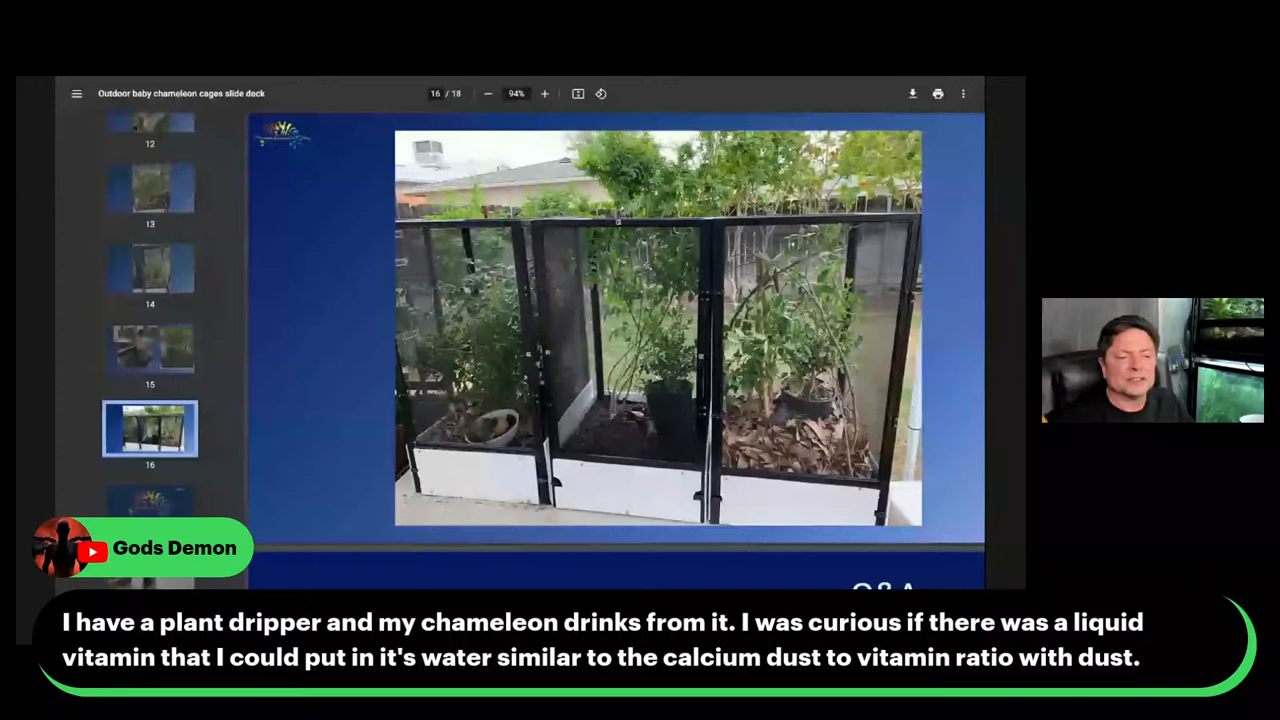 Outdoor baby chameleon cages slide deck
16 / 18
94%
12
13
14
15
16
Q&A
Gods Demon
I have a plant dripper and my chameleon drinks from it. I was curious if there was a liquid
vitamin that I could put in it's water similar to the calcium dust to vitamin ratio with dust.